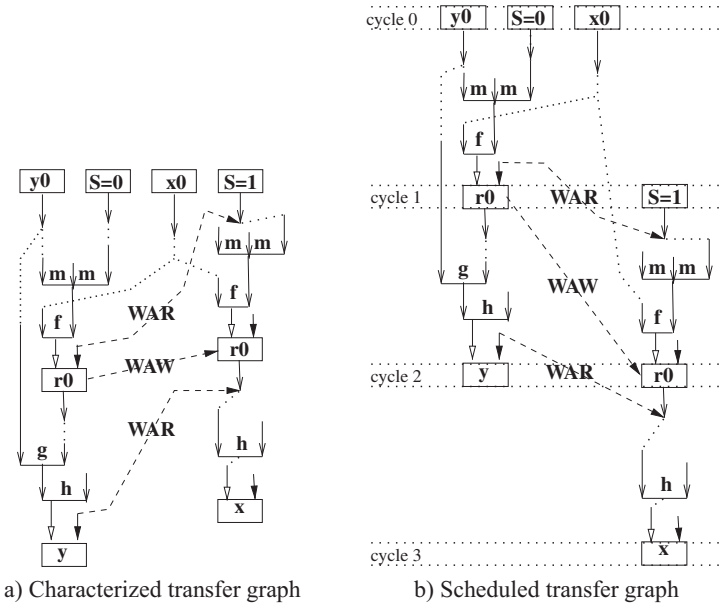 cycle 0 y0 S=0 x0
m m
f
y0 S=0 x0 S=1
cycle 1 r0 WAR S=1
m m
m m
m m
g
WAW
f
h
f
f
WAR
r0
WAW
r0
cycle 2 y WAR r0
WAR
g
h
h
h
x
y
cycle 3 x
a) Characterized transfer graph
b) Scheduled transfer graph